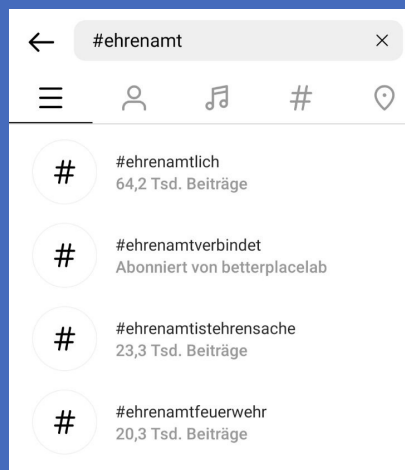 #ehrenamt
#ehrenamtlich
64,2 Tsd. Beiträge
#ehrenamtverbindet
Abonniert von betterplacelab
#ehrenamtistehrensache
23,3 Tsd. Beiträge
#ehrenamtfeuerwehr
20,3 Tsd. Beiträge